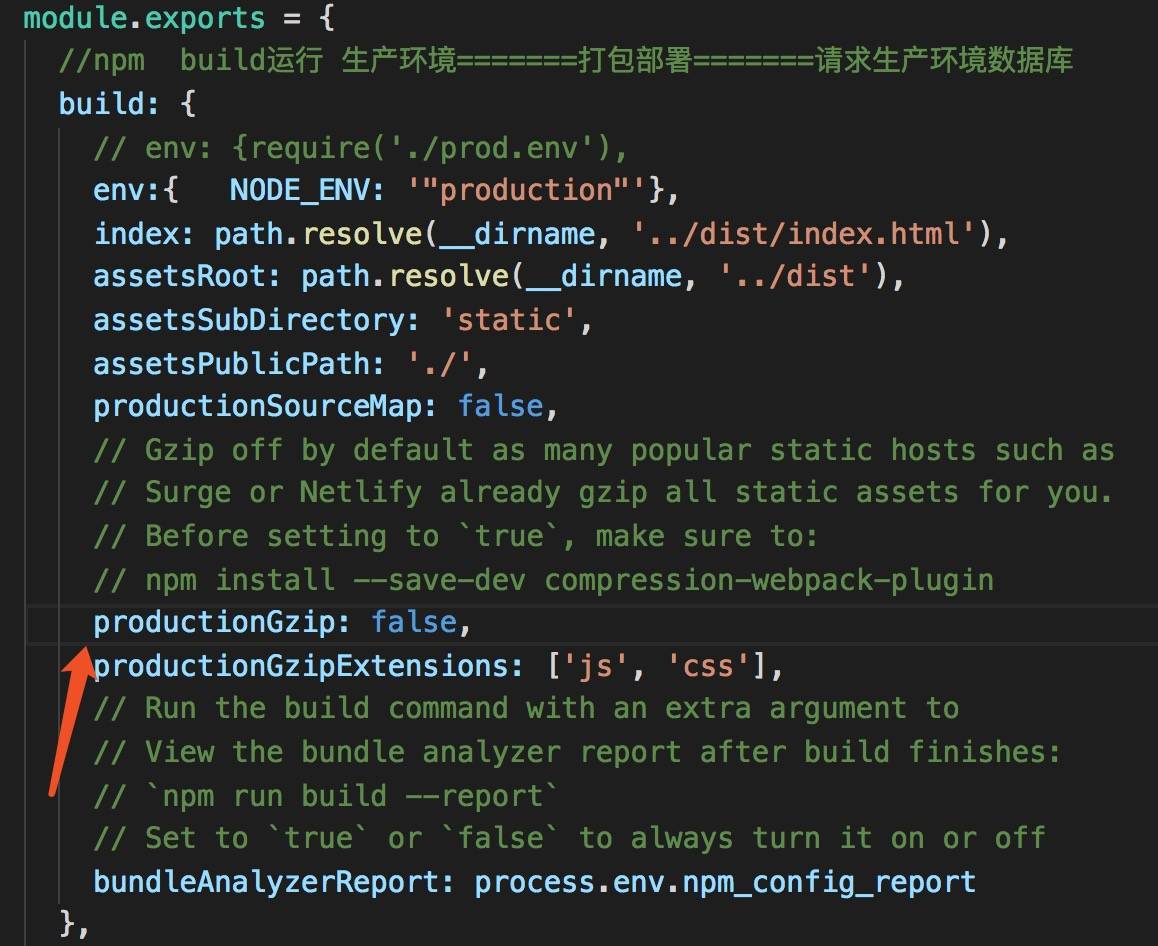 module.exports = {
//npm  build运行 生产环境=======打包部署=======请求生产环境数据库
build: {
// env: {require('./prod.env'),
env:{   NODE_ENV: '"production"'},
index: path.resolve(__dirname, '../dist/index.html'),
assetsRoot: path.resolve(__dirname, '../dist'),
assetsSubDirectory: 'static',
assetsPublicPath: './',
productionSourceMap: false,
// Gzip off by default as many popular static hosts such as
// Surge or Netlify already gzip all static assets for you.
// Before setting to `true`, make sure to:
// npm install --save-dev compression-webpack-plugin
productionGzip: false,
productionGzipExtensions: ['js', 'css'],
// Run the build command with an extra argument to
// View the bundle analyzer report after build finishes:
// `npm run build --report`
// Set to `true` or `false` to always turn it on or off
bundleAnalyzerReport: process.env.npm_config_report
},